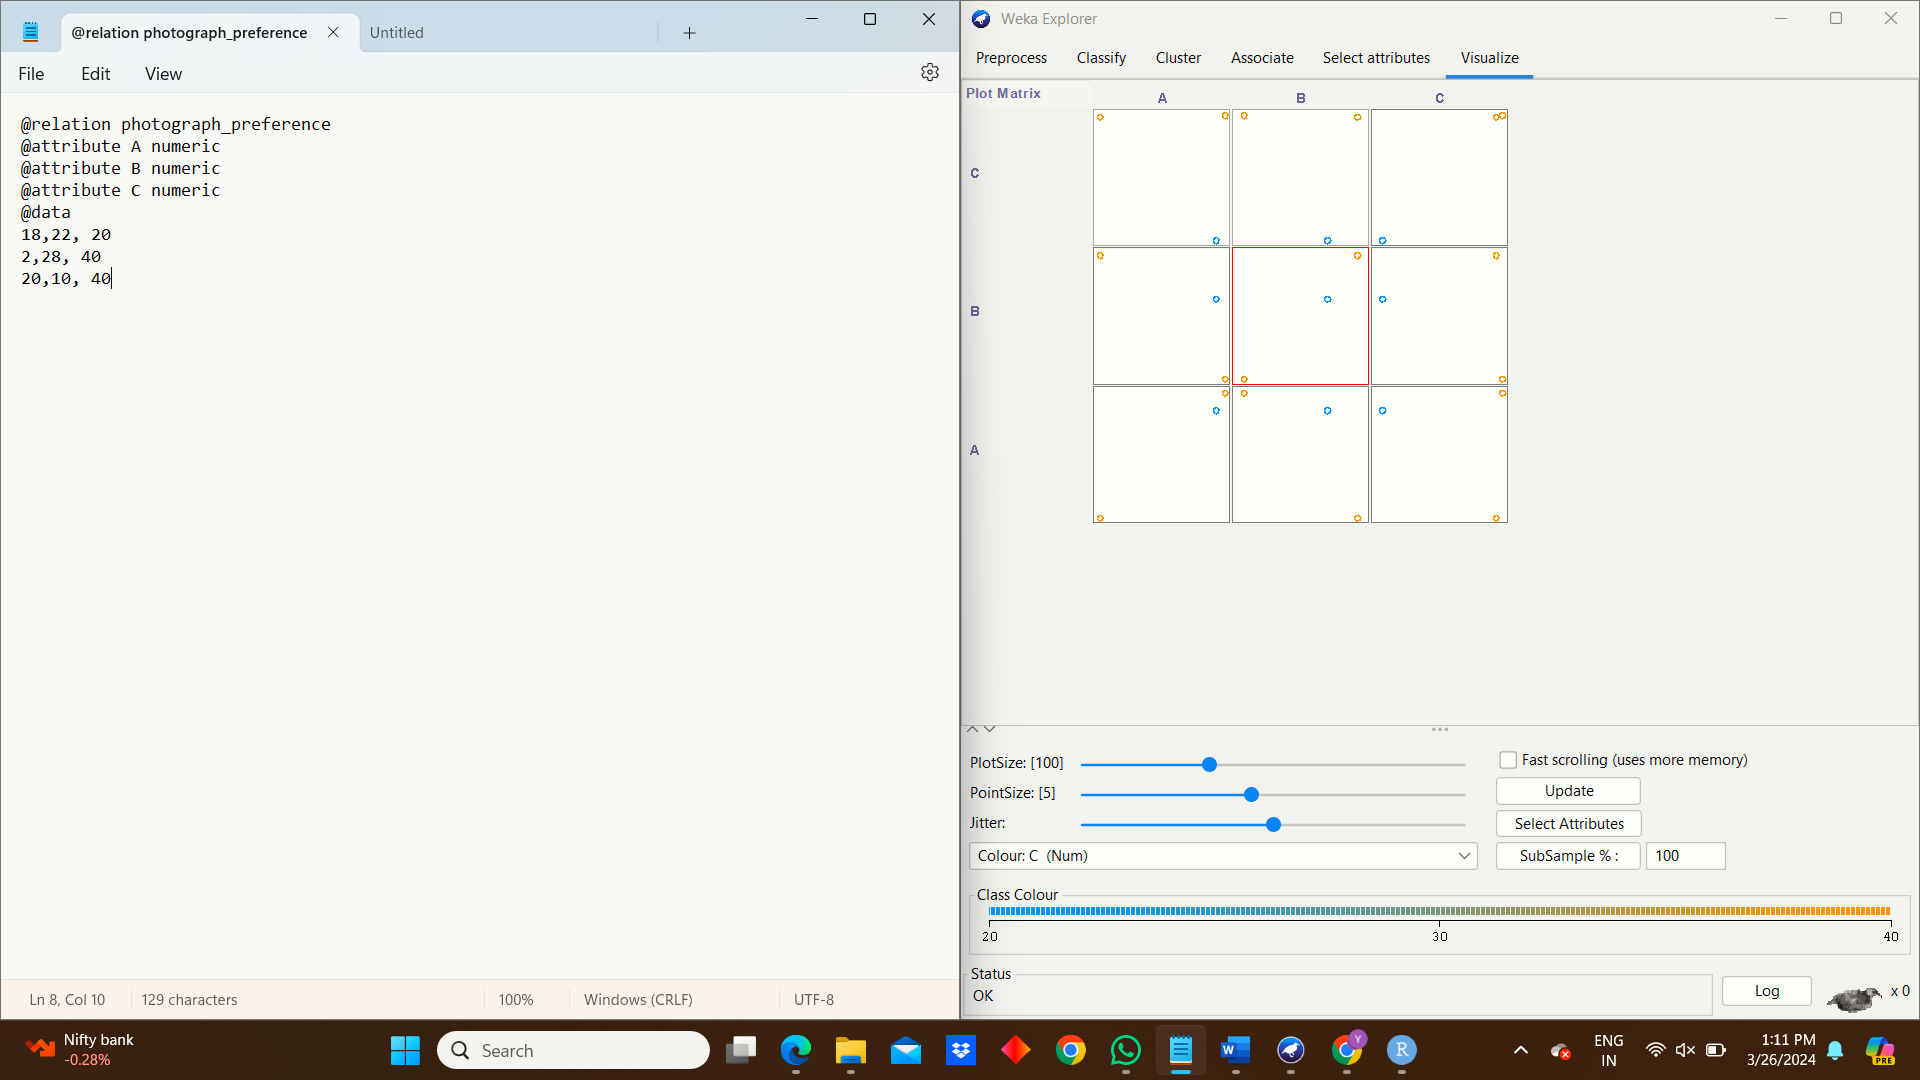 @relation photograph_preference
Untitled
File
Edit
View
@relation photograph_preference
@attribute A numeric
@attribute B numeric
@attribute C numeric
@data
18,22, 20
2,28, 40
20,10, 40
Ln 8, Col 10
129 characters
100%
Windows (CRLF)
UTF-8
Weka Explorer
Preprocess
Classify
Cluster
Associate
Select attributes
Visualize
Plot Matrix
A
B
C
C
B
A
PlotSize: [100]
PointSize: [5]
Jitter:
Fast scrolling (uses more memory)
Update
Select Attributes
Colour: C (Num)
SubSample % :
100
Class Colour
20
30
40
Status
OK
Log
x 0
Nifty bank
-0.28%
Search
W
Y
R
ENG
IN
1:11 PM
3/26/2024
PRE